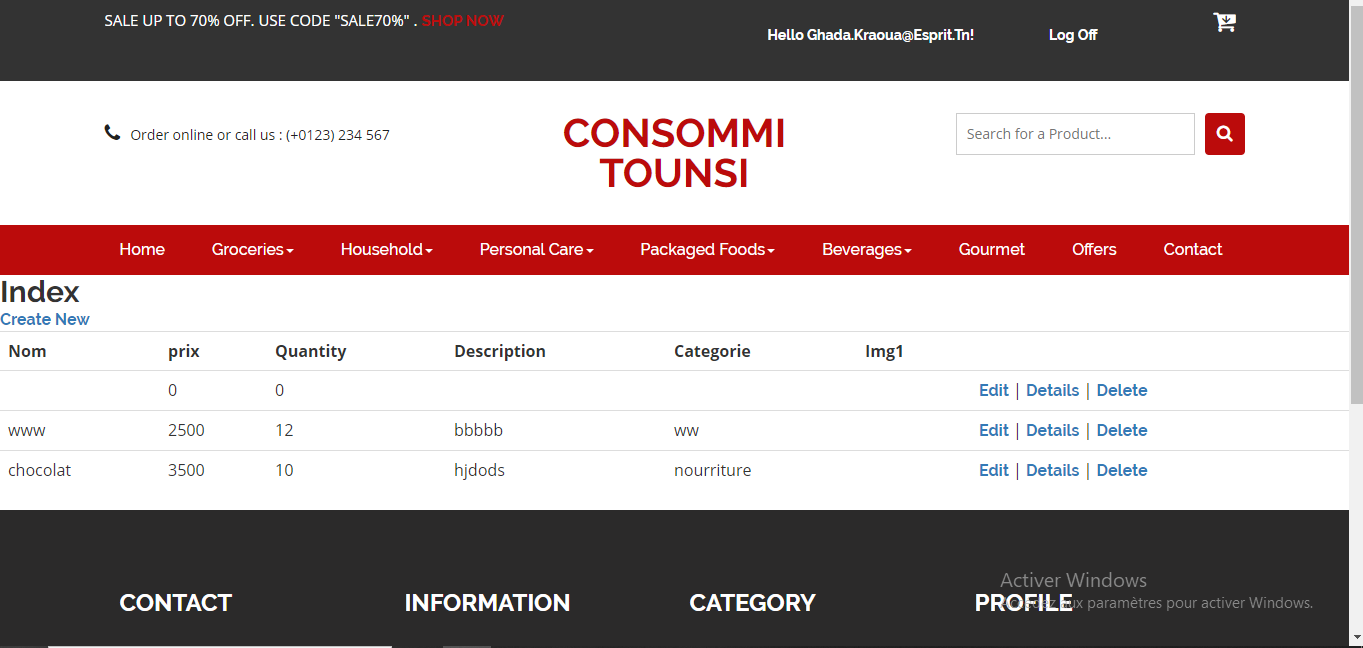 SALE UP TO 70% OFF. USE CODE "SALE70%" . SHOP NOW
Hello Ghada.Kraoua@Esprit.Tn! Log Off
Order online or call us : (+0123) 234 567
CONSOMMI
TOUNSI
Search for a Product...
Home Groceries Household Personal Care Packaged Foods Beverages Gourmet Offers Contact
Index
Create New
Nom prix Quantity Description Categorie Img1
0 0 Edit | Details | Delete
www 2500 12 bbbbb ww Edit | Details | Delete
chocolat 3500 10 hjdods nourriture Edit | Details | Delete
Activer Windows
CONTACT INFORMATION CATEGORY PROFILE
aux paramètres pour activer Windows.